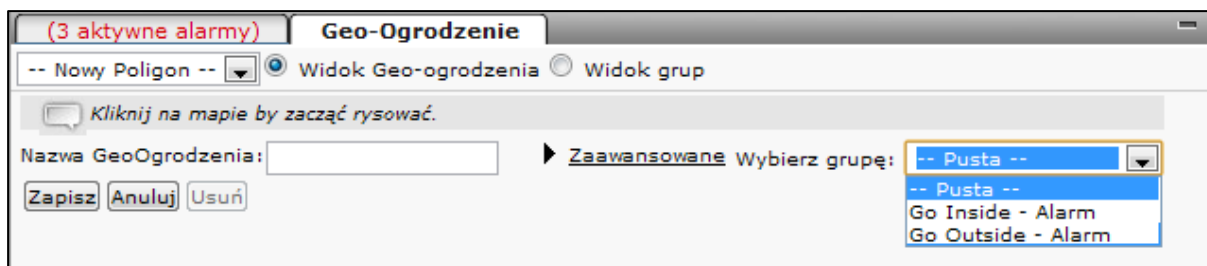 (3 aktywne alarmy) Geo-Ogrodzenie
-- Nowy Poligon -- Widok Geo-ogrodzenia Widok grup
Kliknij na mapie by zacząć rysować.
Nazwa GeoOgrodzenia: Zaawansowane Wybierz grupę: -- Pusta --
Zapisz Anuluj Usuń
-- Pusta --
Go Inside - Alarm
Go Outside - Alarm